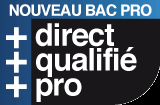 NOUVEAU BAC PRO
+ direct
+ qualifié
+ pro